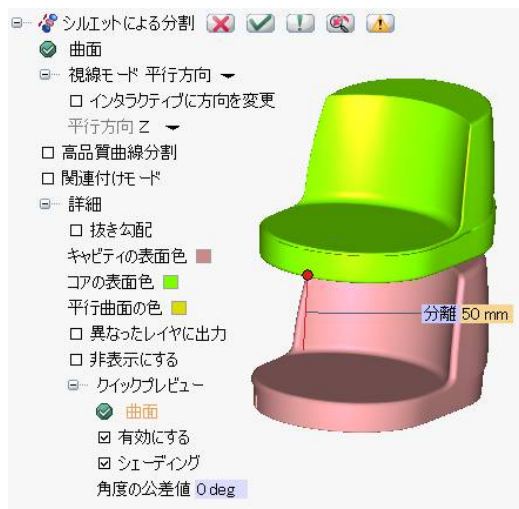 シルエットによる分割
曲面
視線モード 平行方向
インタラクティブに方向を変更
平行方向 Z
高品質曲線分割
関連付けモード
詳細
抜き勾配
キャビティの表面色
コアの表面色
平行曲面の色
分離 50 mm
異なったレイヤに出力
非表示にする
クイックプレビュー
曲面
有効にする
シェーディング
角度の公差値 0 deg